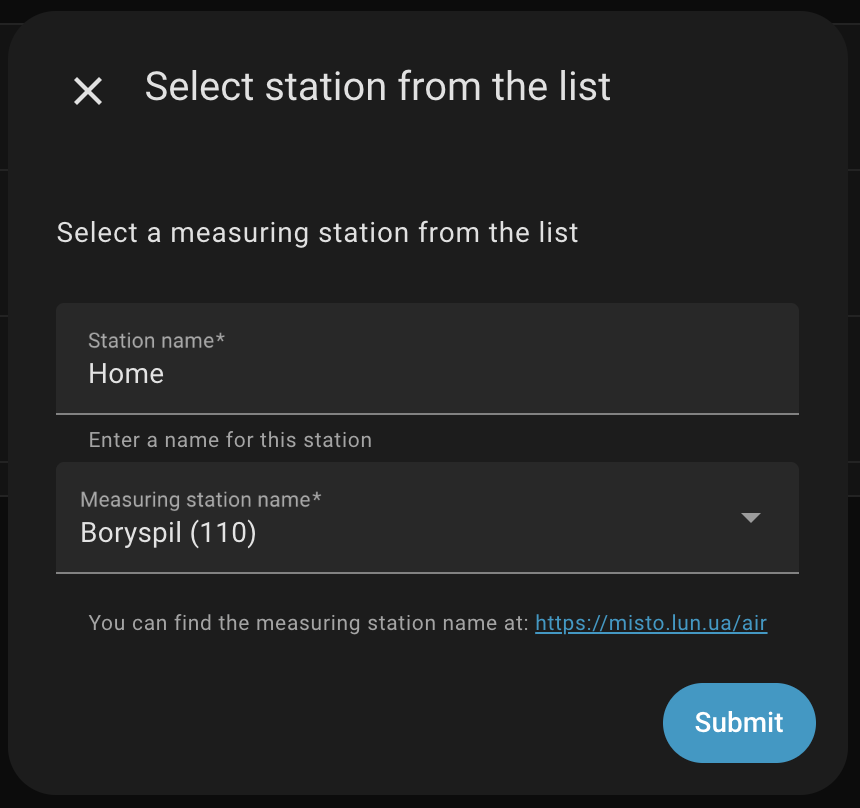 Select station from the list
Select a measuring station from the list
Station name*
Home
Enter a name for this station
Measuring station name*
Boryspil (110)
You can find the measuring station name at: https://misto.lun.ua/air
Submit